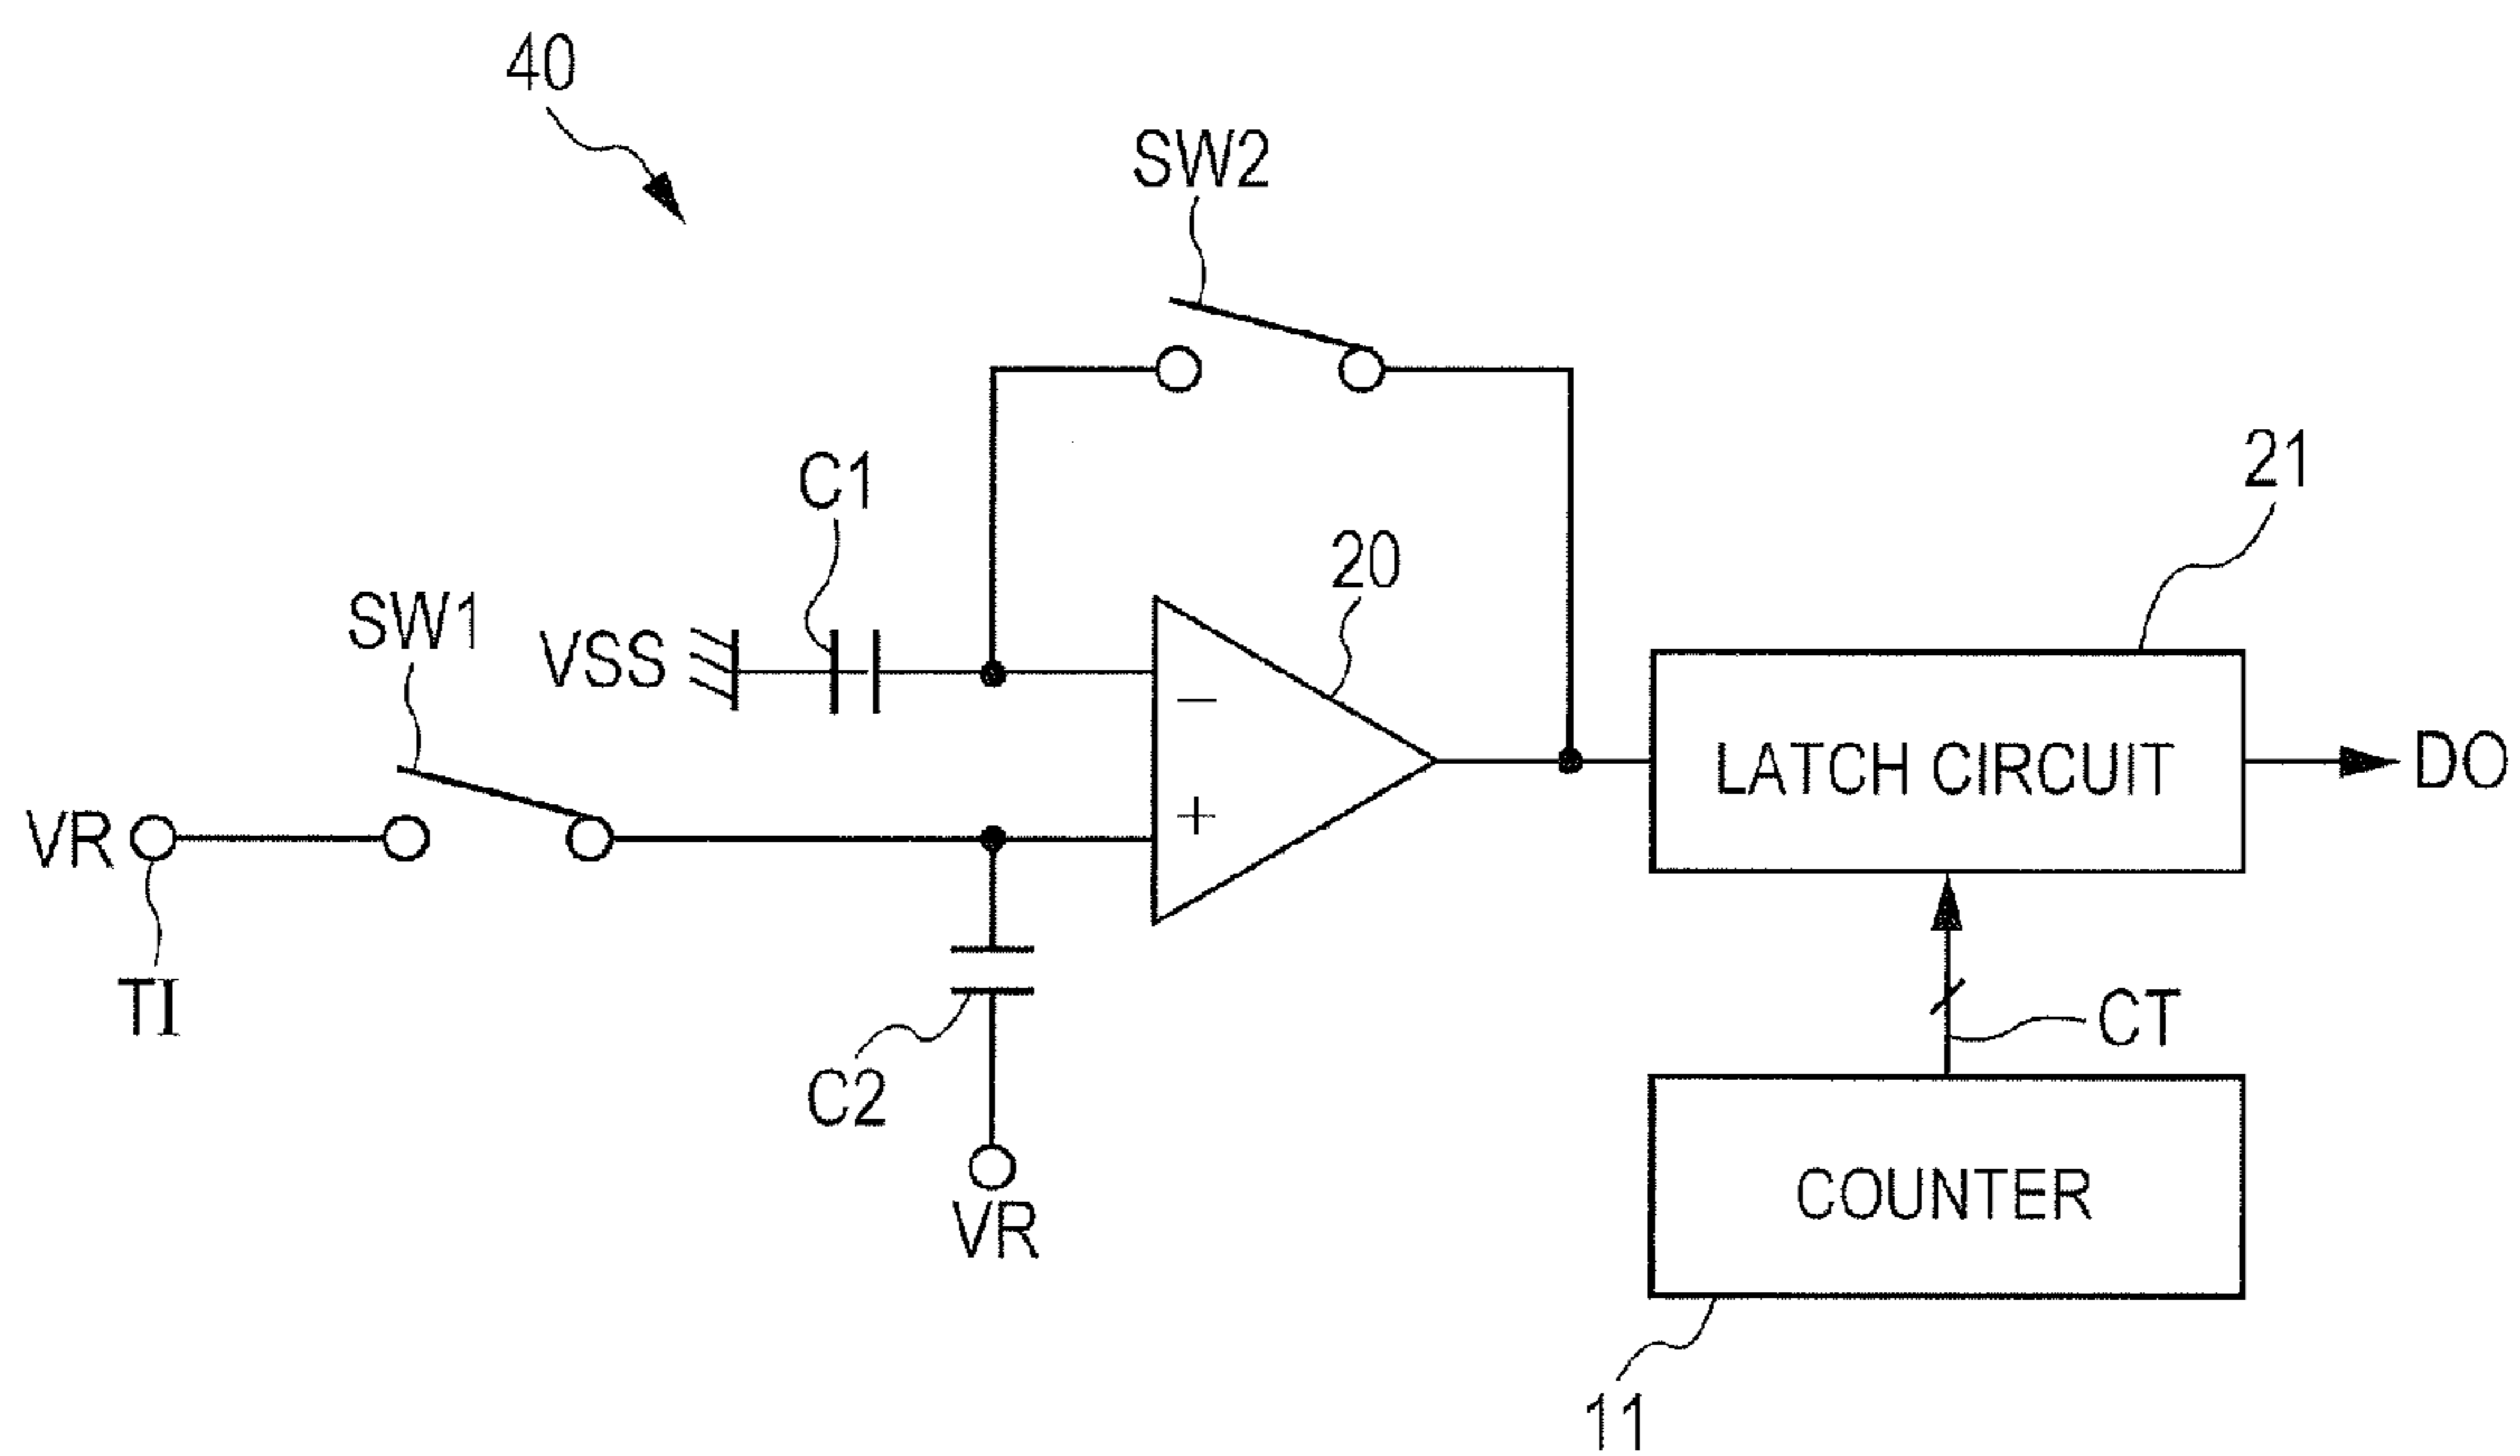 40
SW2
C1
21
20
SW1
VSS
LATCH CIRCUIT
DO
VR
TI
CT
C2
COUNTER
VR
11